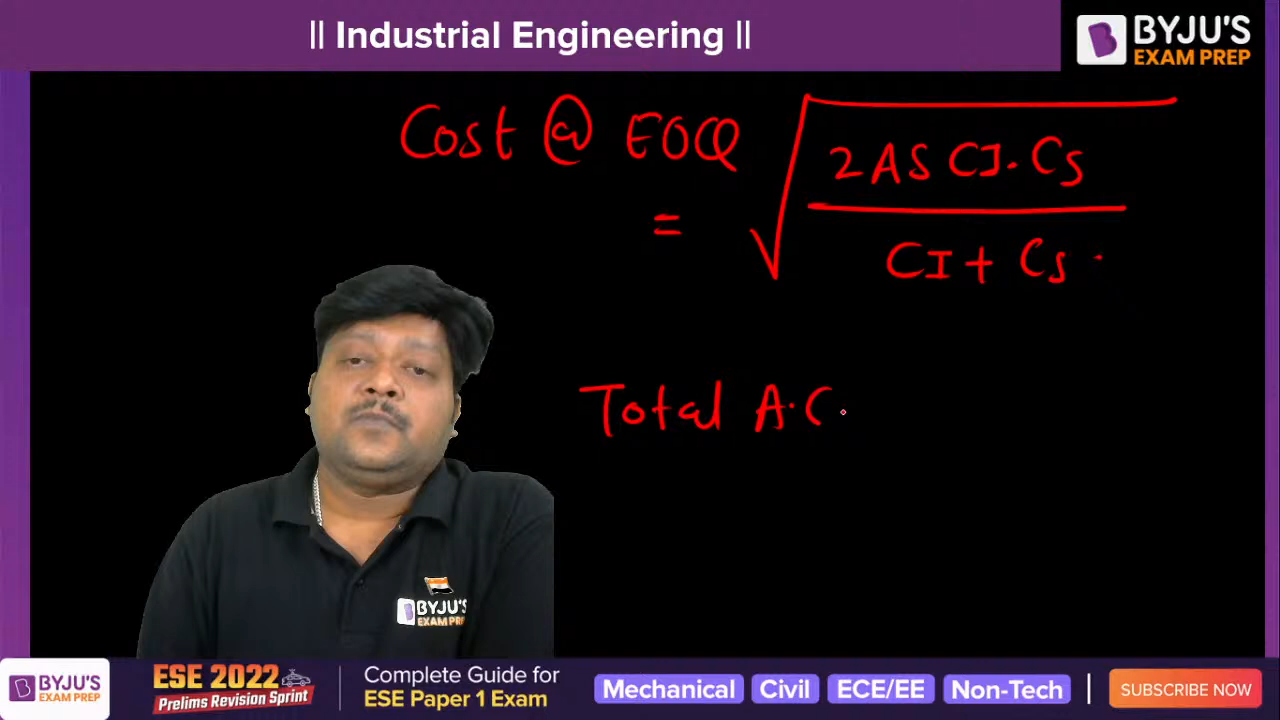 || Industrial Engineering ||
BYJU'S
EXAM PREP
Cost @ EOQ
= √
2AS CI. Cs
CI + Cs .
Total A.C
BYJU'S
EXAM PREP
BYJU'S
EXAM PREP
ESE 2022
Prelims Revision Sprint
Complete Guide for
ESE Paper 1 Exam
Mechanical
Civil
ECE/EE
Non-Tech
SUBSCRIBE NOW